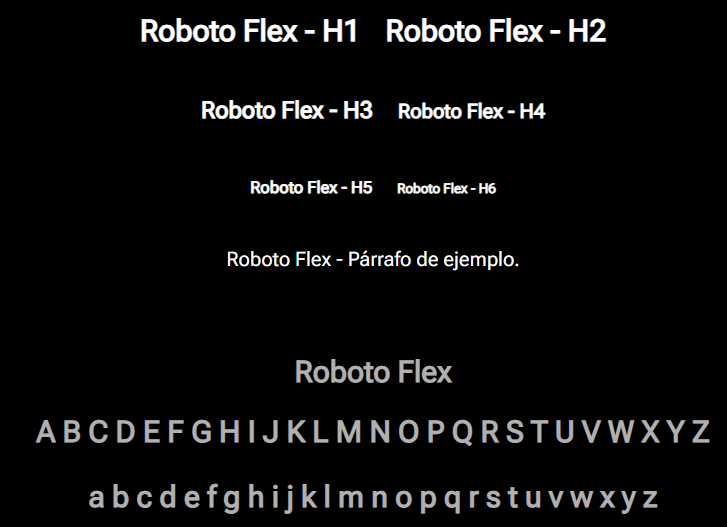 Roboto Flex - H1 Roboto Flex - H2
Roboto Flex - H3 Roboto Flex - H4
Roboto Flex - H5 Roboto Flex - H6
Roboto Flex - Párrafo de ejemplo.
Roboto Flex
A B C D E F G H I J K L M N O P Q R S T U V W X Y Z
a b c d e f g h i j k l m n o p q r s t u v w x y z